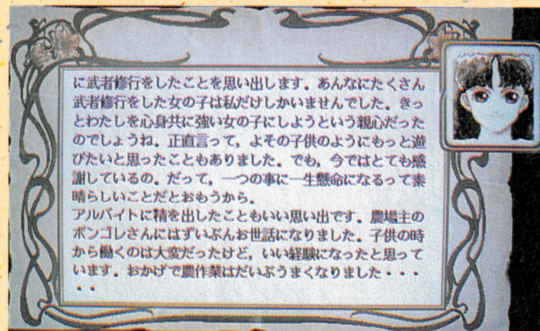 に武者修行をしたことを思い出します。あんなにたくさん
武者修行をした女の子は私だけしかいませんでした。きっ
とわたしを心身共に強い女の子にしようという親心だった
のでしょうね。正直言って，よその子供のようにもっと遊
びたいと思ったこともありました。でも，今ではとても感
謝しているの。だって，一つの事に一生懸命になるって素
晴らしいことだとおもうから。
アルバイトに精を出したこともいい思い出です。農場主の
ボンゴレさんにはずいぶんお世話になりました。子供の時
から働くのは大変だったけど，いい経験になったと思って
います。おかげで農作業はだいぶうまくなりました・・・
・・